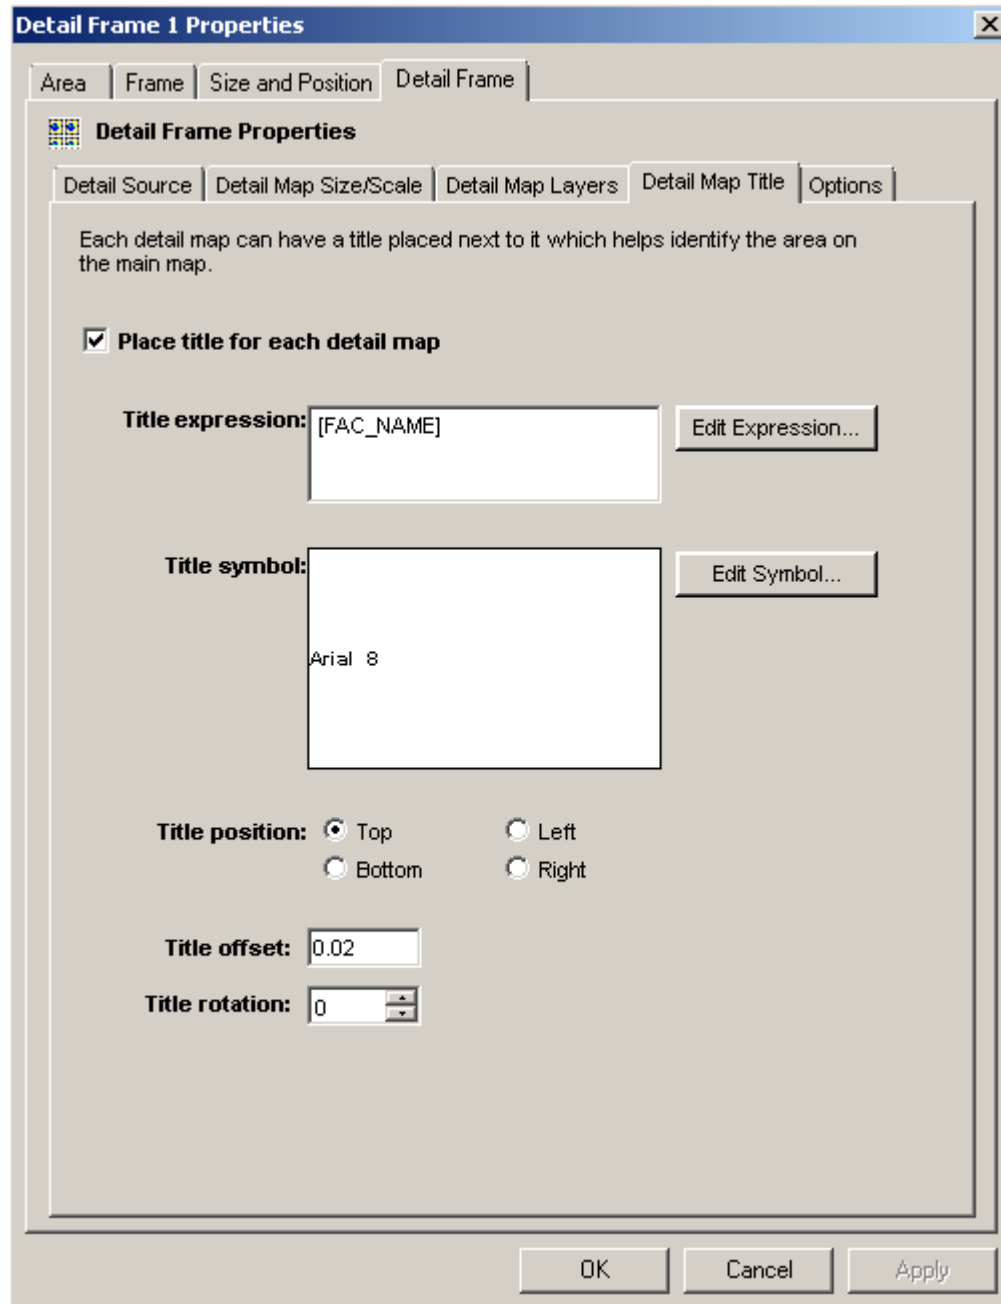 Detail Frame 1 Properties
Area Frame Size and Position Detail Frame
Detail Frame Properties
Detail Source Detail Map Size/Scale Detail Map Layers Detail Map Title Options
Each detail map can have a title placed next to it which helps identify the area on
the main map.
Place title for each detail map
Title expression: [FAC_NAME] Edit Expression...
Title symbol: Edit Symbol...
Arial 8
Title position: Top Left
Bottom Right
Title offset: 0.02
Title rotation: 0
OK Cancel Apply